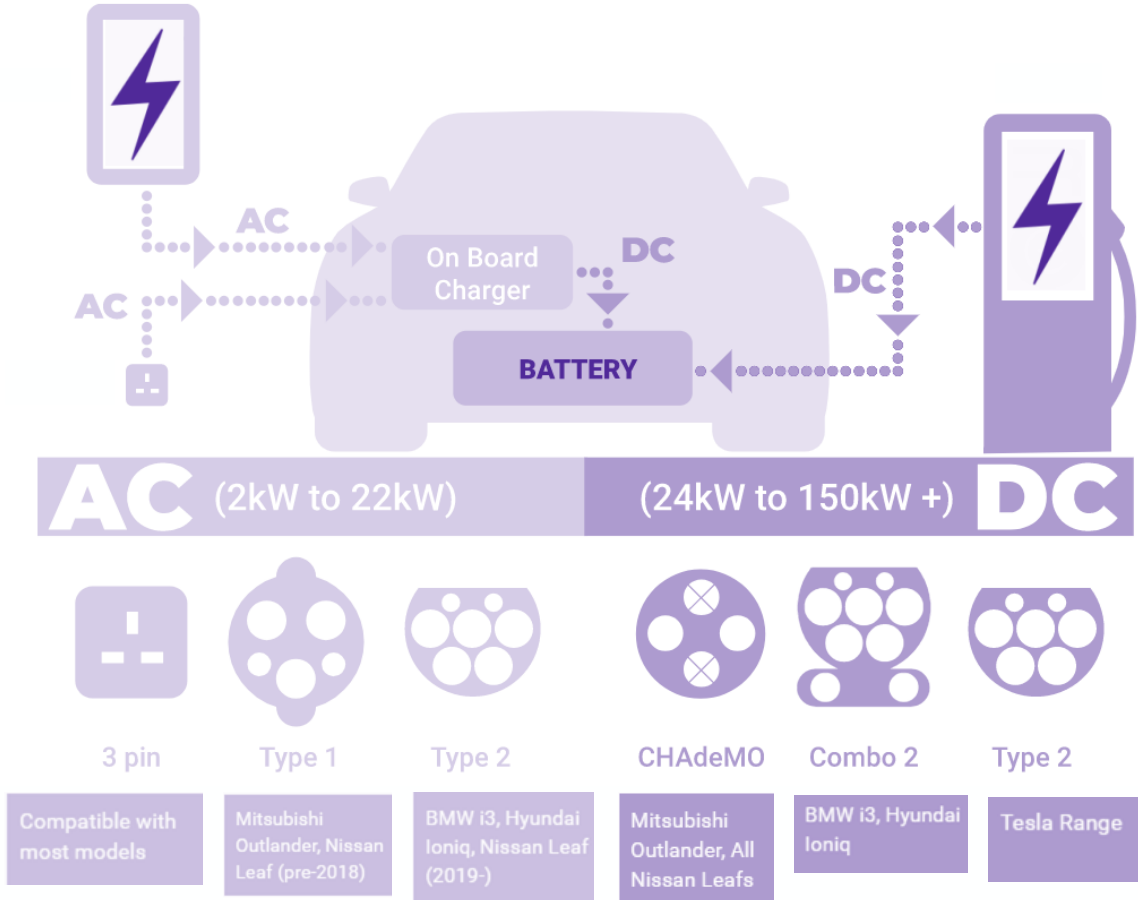 AC
DC
On Board
Charger
DC
AC
BATTERY
AC (2kW to 22kW)
(24kW to 150kW +) DC
3 pin
Type 1
Type 2
CHAdeMO
Combo 2
Type 2
Compatible with
most models
Mitsubishi
Outlander, Nissan
Leaf (pre-2018)
BMW i3, Hyundai
Ioniq, Nissan Leaf
(2019-)
Mitsubishi
Outlander, All
Nissan Leafs
BMW i3, Hyundai
Ioniq
Tesla Range